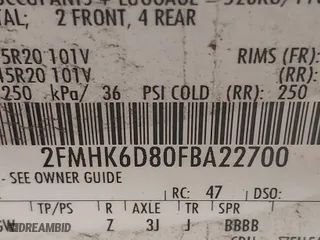 TAL, 2 FRONT, 4 REAR
5R20 101V RIMS (FR):
5R20 101V (RR):
250 kPa/ 36 PSI COLD (RR): 250
2FMHK6D80FBA22700
- SEE OWNER GUIDE
RC: 47 DSO:
TP/PS R AXLE TR SPR
Z 3J J BBBB
DREAMBID